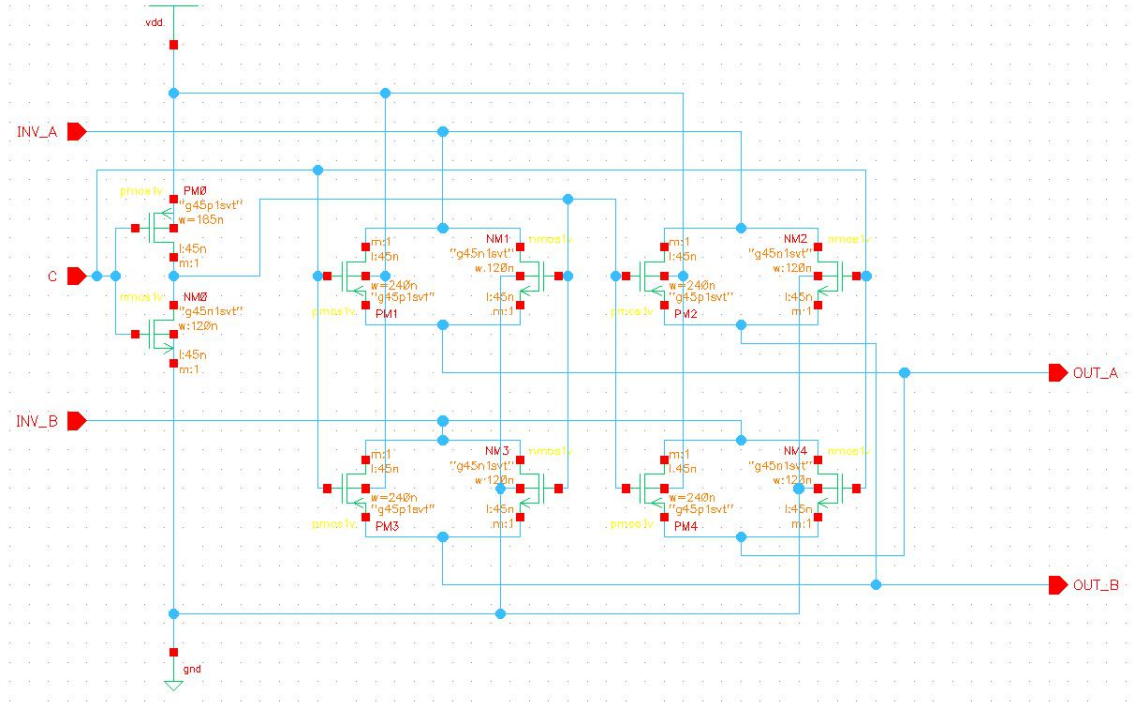 vdd
INV_A
pmos1v
PM0
"g45p1svt"
w=185n
l:45n
m:1
C
nmos1v
NM0
"g45n1svt"
w:120n
l:45n
m:1
m:1
l:45n
w=240n
"g45p1svt"
pmos1v
PM1
NM1
nmos1v
"g45n1svt"
w:120n
l:45n
m:1
m:1
l:45n
w=240n
"g45p1svt"
pmos1v
PM2
NM2
nmos1v
"g45n1svt"
w:120n
l:45n
m:1
OUT_A
INV_B
m:1
l:45n
w=240n
"g45p1svt"
pmos1v
PM3
NM3
nmos1v
"g45n1svt"
w:120n
l:45n
m:1
m:1
l:45n
w=240n
"g45p1svt"
pmos1v
PM4
NM4
nmos1v
"g45n1svt"
w:120n
l:45n
m:1
OUT_B
gnd